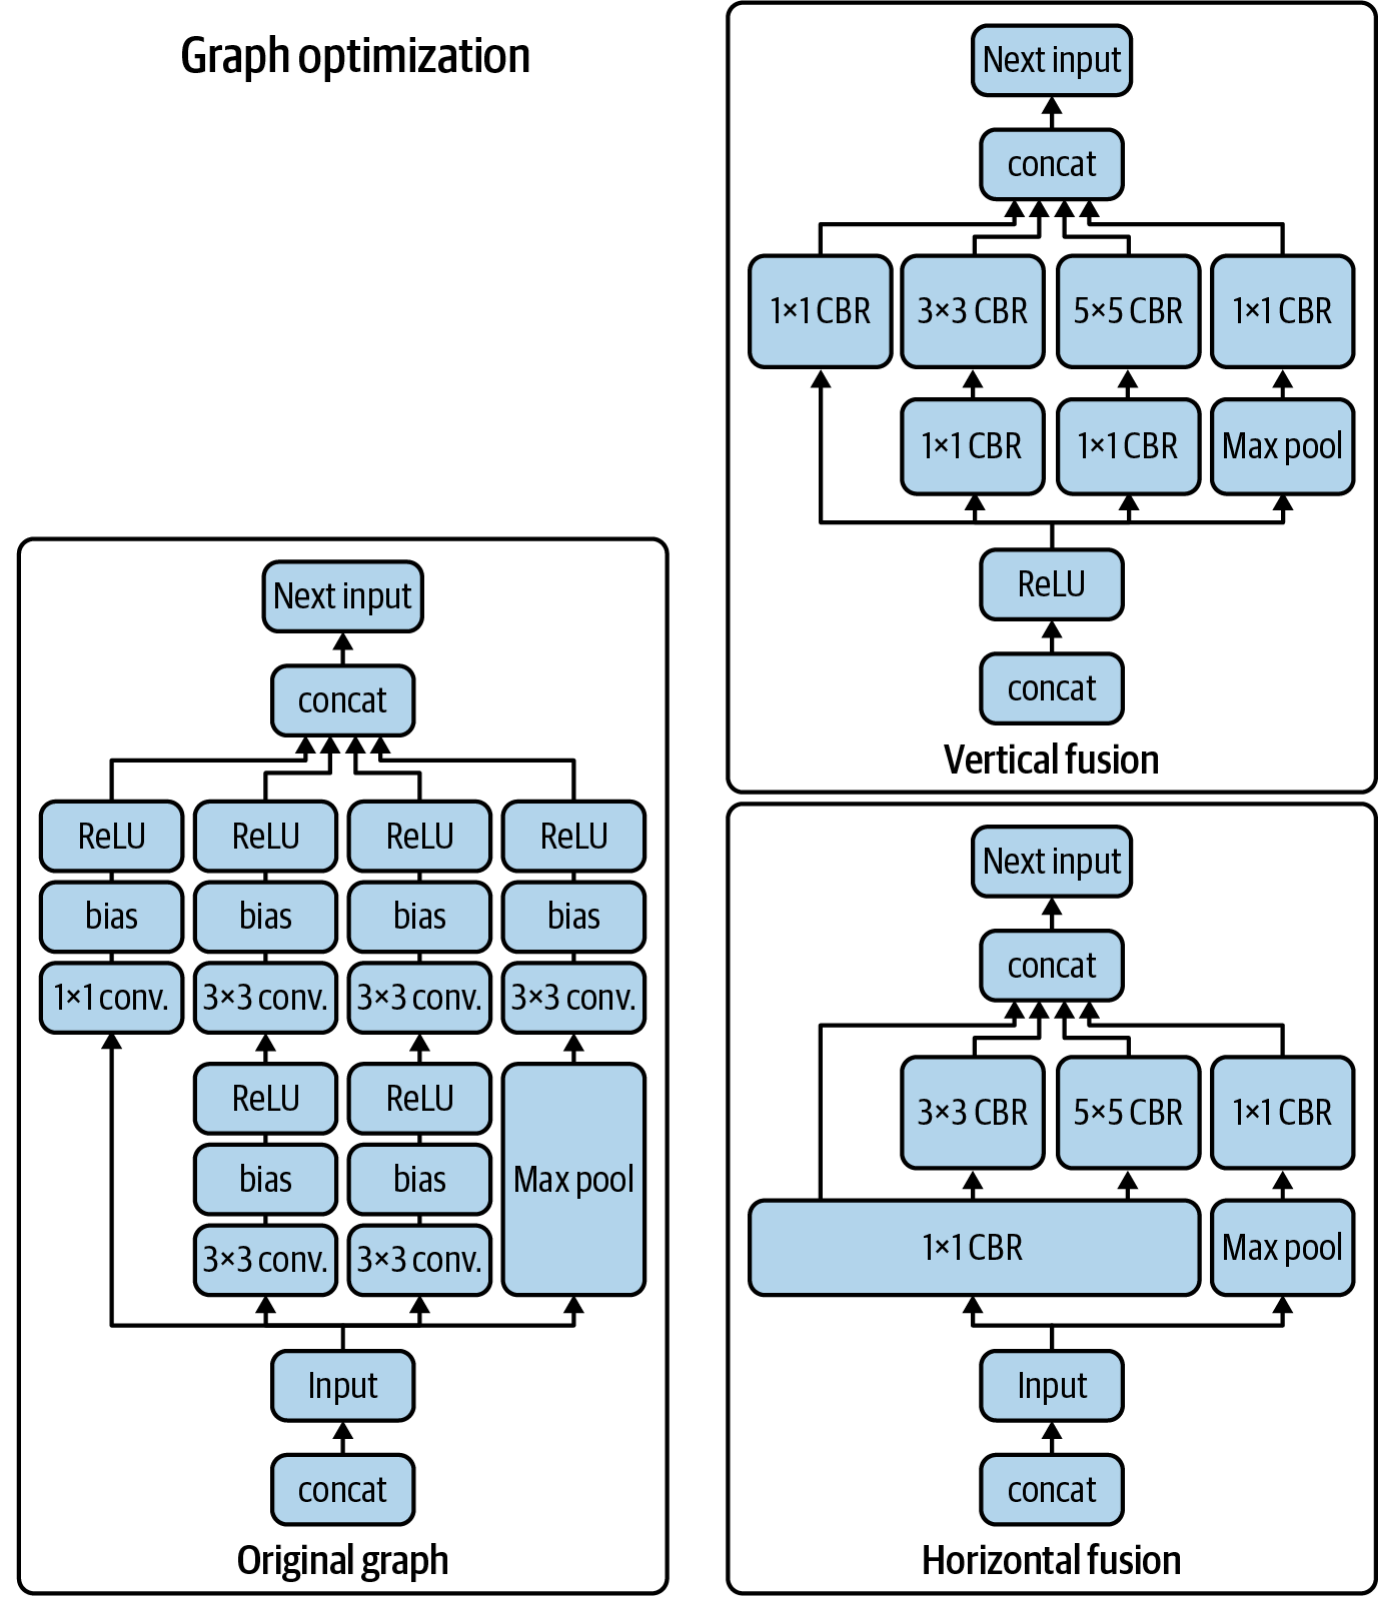 Graph optimization
Next input
concat
ReLU ReLU ReLU ReLU
bias bias bias bias
1×1 conv. 3×3 conv. 3×3 conv. 3×3 conv.
ReLU ReLU
bias bias
Max pool
3×3 conv. 3×3 conv.
Input
concat
Original graph
Next input
concat
1×1 CBR 3×3 CBR 5×5 CBR 1×1 CBR
1×1 CBR 1×1 CBR Max pool
ReLU
concat
Vertical fusion
Next input
concat
3×3 CBR 5×5 CBR 1×1 CBR
1×1 CBR Max pool
Input
concat
Horizontal fusion